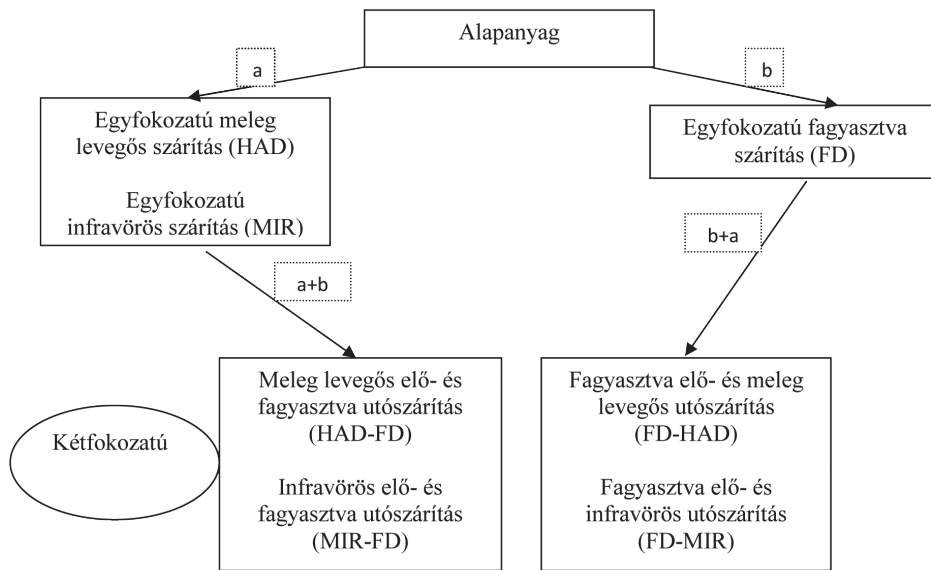 Alapanyag
a
b
Egyfokozatú meleg
levegős szárítás (HAD)
Egyfokozatú
infravörös szárítás (MIR)
Egyfokozatú fagyasztva
szárítás (FD)
a+b
b+a
Kétfokozatú
Meleg levegős elő- és
fagyasztva utószárítás
(HAD-FD)
Infravörös elő- és
fagyasztva utószárítás
(MIR-FD)
Fagyasztva elő- és meleg
levegős utószárítás
(FD-HAD)
Fagyasztva elő- és
infravörös utószárítás
(FD-MIR)